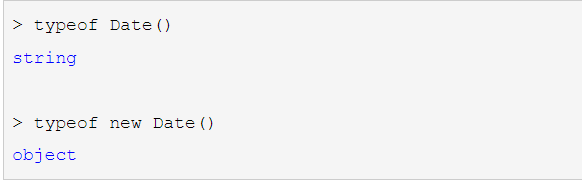 > typeof Date()
string
> typeof new Date()
object